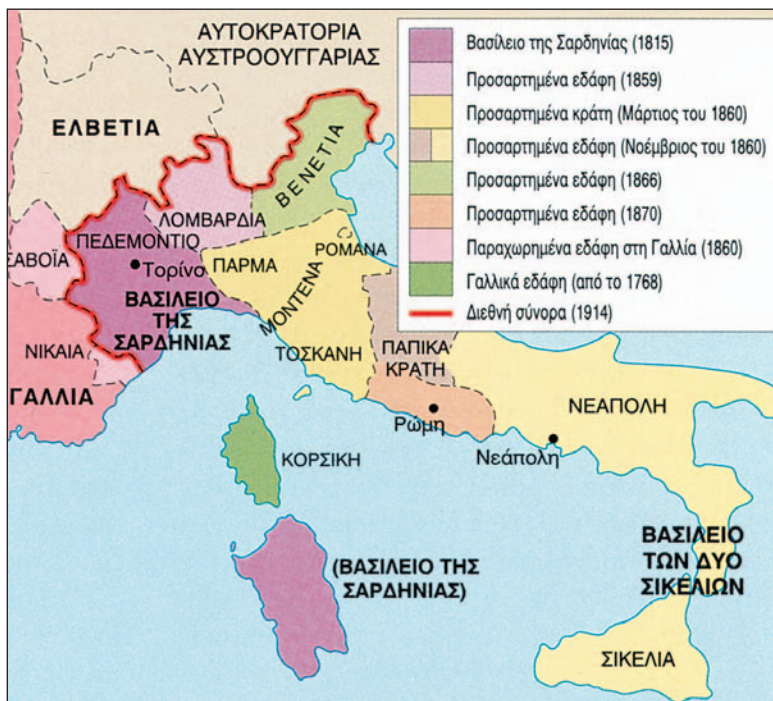 ΑΥΤΟΚΡΑΤΟΡΙΑ
ΑΥΣΤΡΟΟΥΓΓΑΡΙΑΣ
ΕΛΒΕΤΙΑ
ΒΕΝΕΤΙΑ
ΛΟΜΒΑΡΔΙΑ
ΠΕΔΕΜΟΝΤΙΟ
Τορίνο
ΣΑΒΟΪΑ
ΠΑΡΜΑ
ΡΟΜΑΝΑ
ΜΟΝΤΕΝΑ
ΒΑΣΙΛΕΙΟ
ΤΗΣ
ΣΑΡΔΗΝΙΑΣ
ΝΙΚΑΙΑ
ΤΟΣΚΑΝΗ
ΠΑΠΙΚΑ
ΚΡΑΤΗ
ΓΑΛΛΙΑ
Ρώμη
ΝΕΑΠΟΛΗ
Νεάπολη
ΚΟΡΣΙΚΗ
(ΒΑΣΙΛΕΙΟ ΤΗΣ
ΣΑΡΔΗΝΙΑΣ)
ΒΑΣΙΛΕΙΟ
ΤΩΝ ΔΥΟ
ΣΙΚΕΛΙΩΝ
ΣΙΚΕΛΙΑ
Βασίλειο της Σαρδηνίας (1815)
Προσαρτημένα εδάφη (1859)
Προσαρτημένα κράτη (Μάρτιος του 1860)
Προσαρτημένα εδάφη (Νοέμβριος του 1860)
Προσαρτημένα εδάφη (1866)
Προσαρτημένα εδάφη (1870)
Παραχωρημένα εδάφη στη Γαλλία (1860)
Γαλλικά εδάφη (από το 1768)
Διεθνή σύνορα (1914)